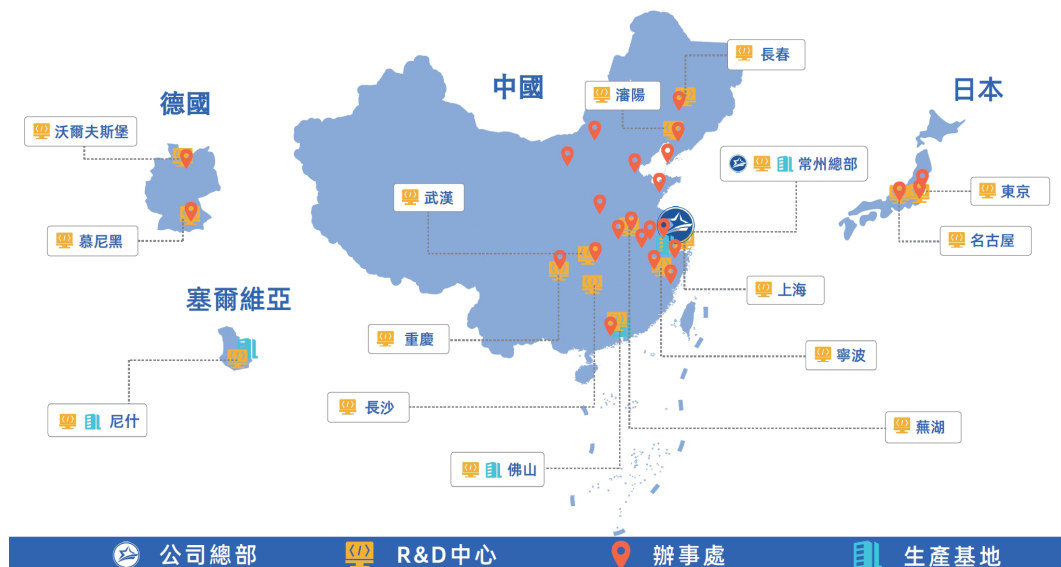 長春
中國
日本
德國
瀋陽
沃爾夫斯堡
常州總部
武漢
東京
慕尼黑
名古屋
塞爾維亞
上海
重慶
寧波
長沙
尼什
蕪湖
佛山
公司總部
R&D中心
辦事處
生產基地